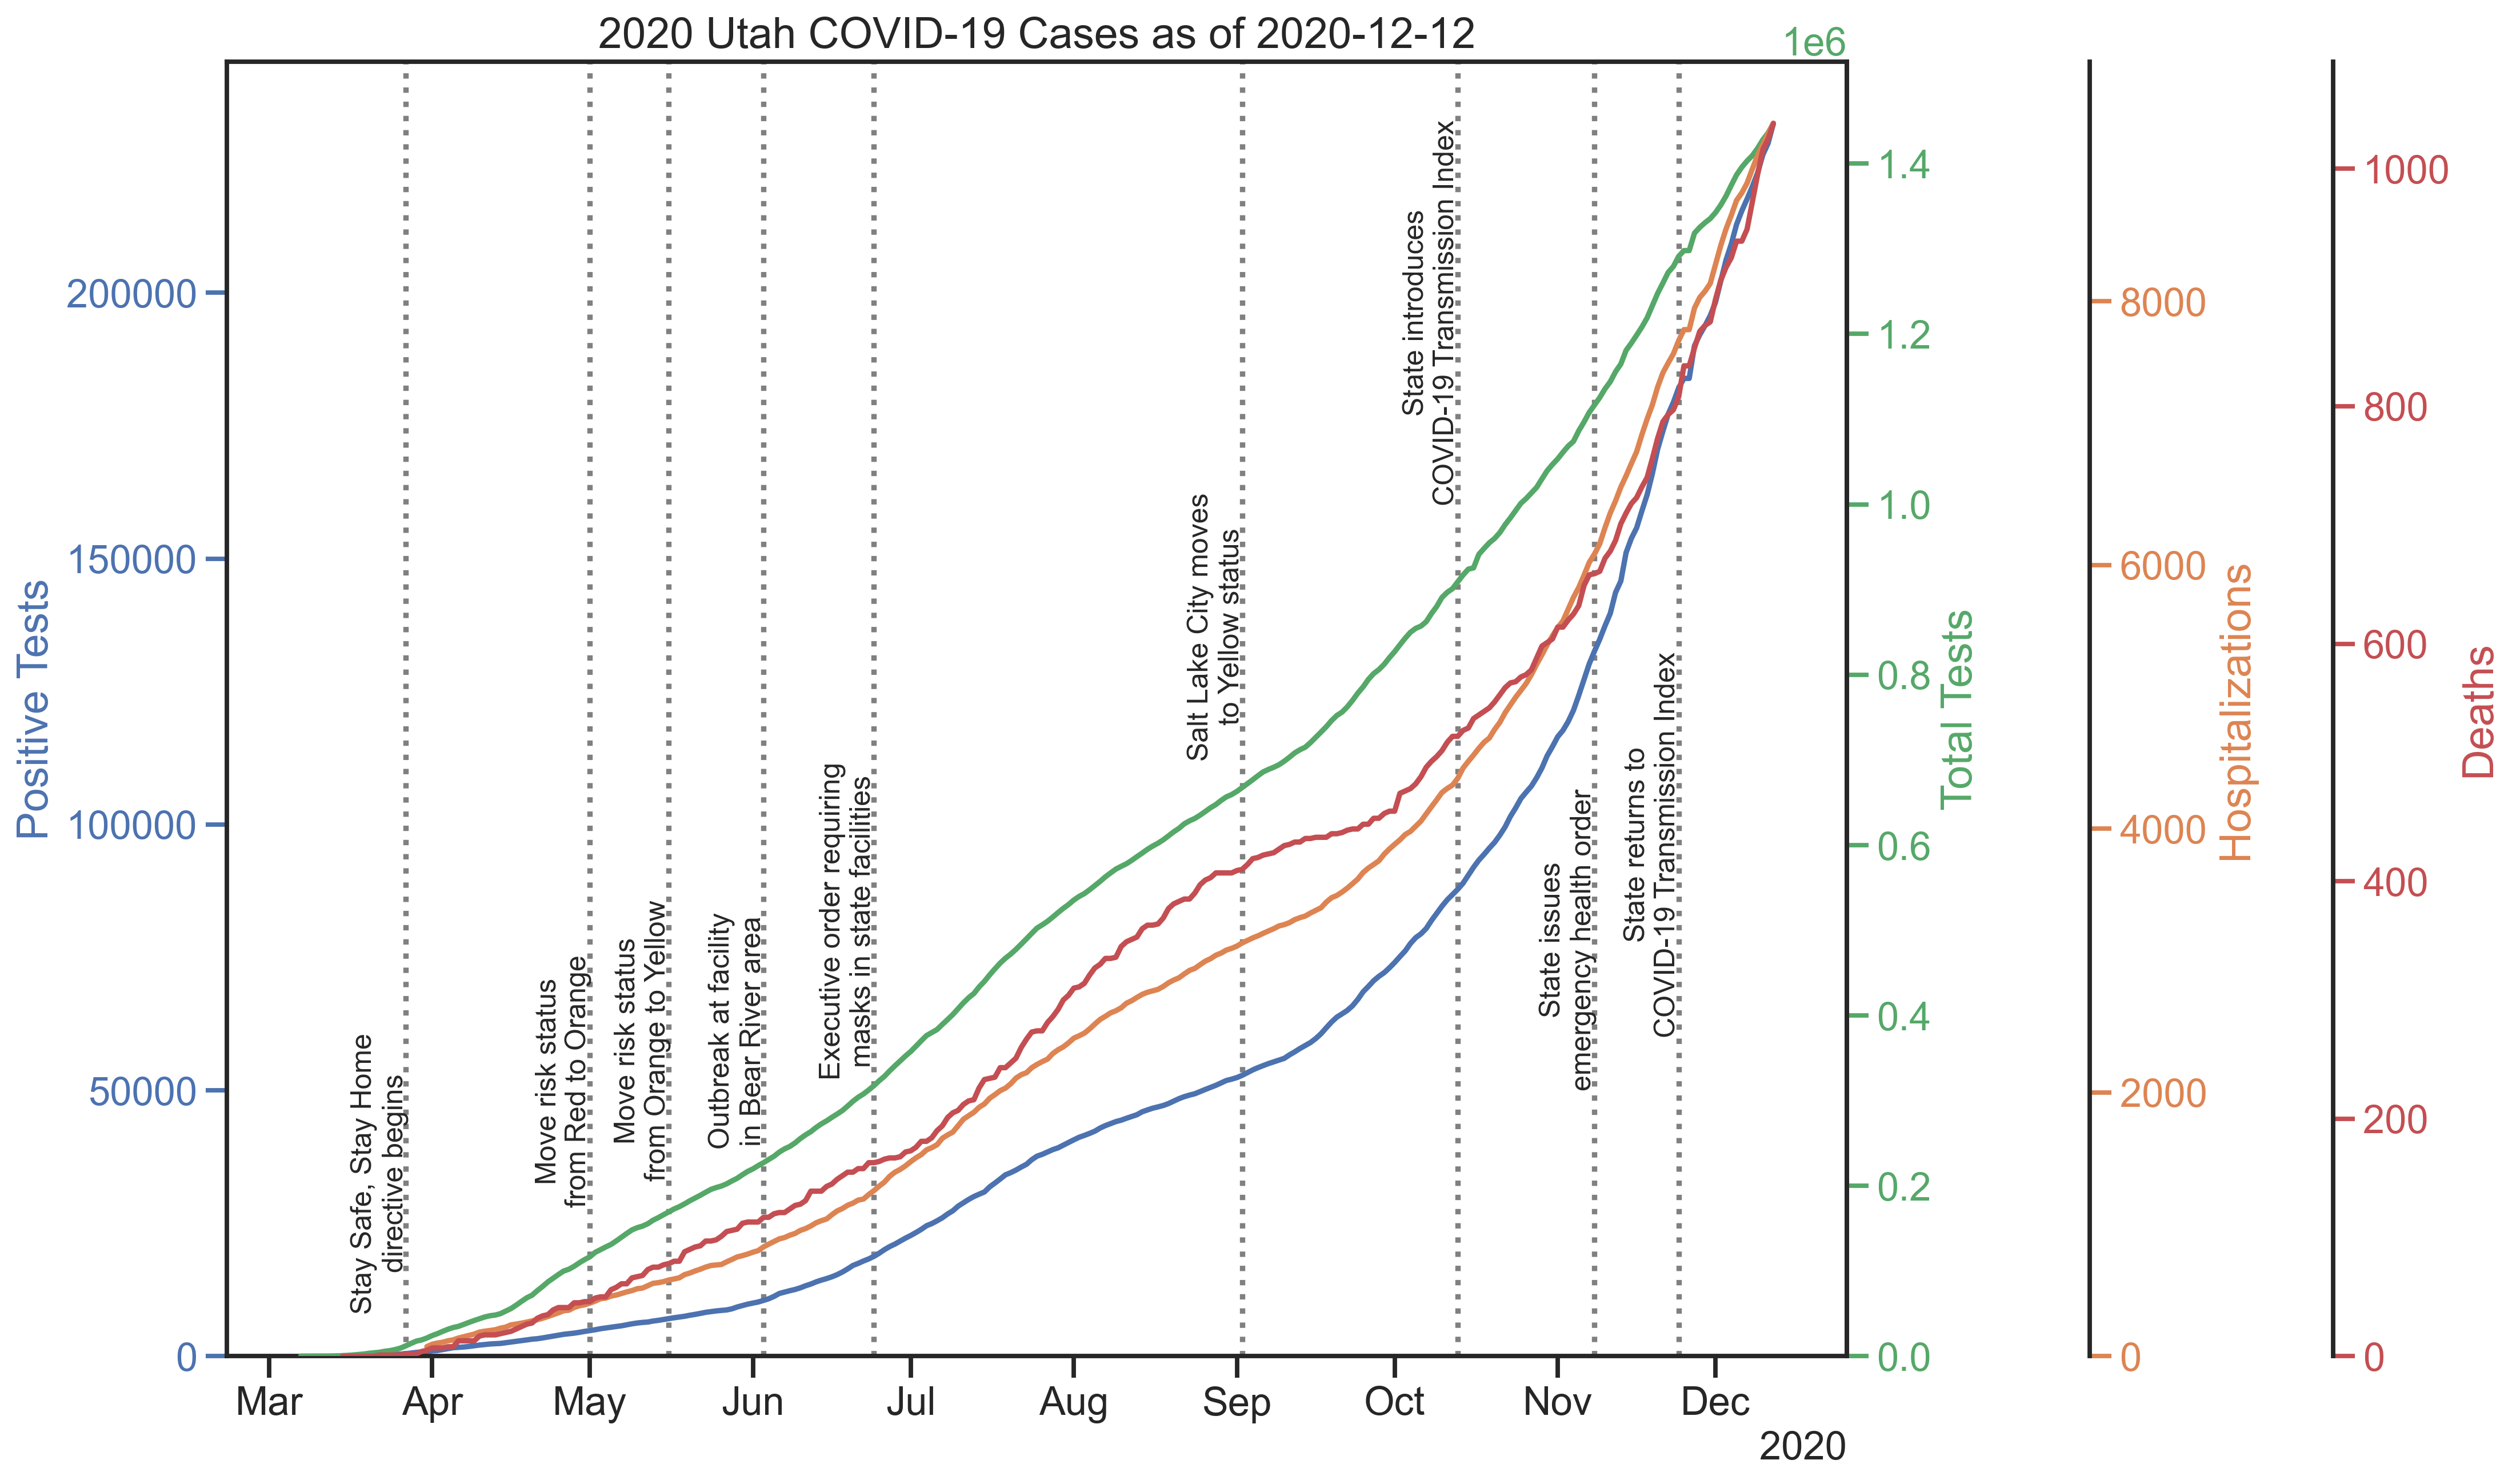 2020 Utah COVID-19 Cases as of 2020-12-12
1e6
Positive Tests
200000
150000
100000
50000
0
Stay Safe, Stay Home
directive begins
Move risk status
from Red to Orange
Move risk status
from Orange to Yellow
Outbreak at facility
in Bear River area
Executive order requiring
masks in state facilities
Salt Lake City moves
to Yellow status
State introduces
COVID-19 Transmission Index
State issues
emergency health order
State returns to
COVID-19 Transmission Index
1.4
1.2
1.0
0.8
0.6
0.4
0.2
0.0
Total Tests
8000
6000
4000
2000
0
Hospitalizations
1000
800
600
400
200
0
Deaths
Mar
Apr
May
Jun
Jul
Aug
Sep
Oct
Nov
Dec
2020